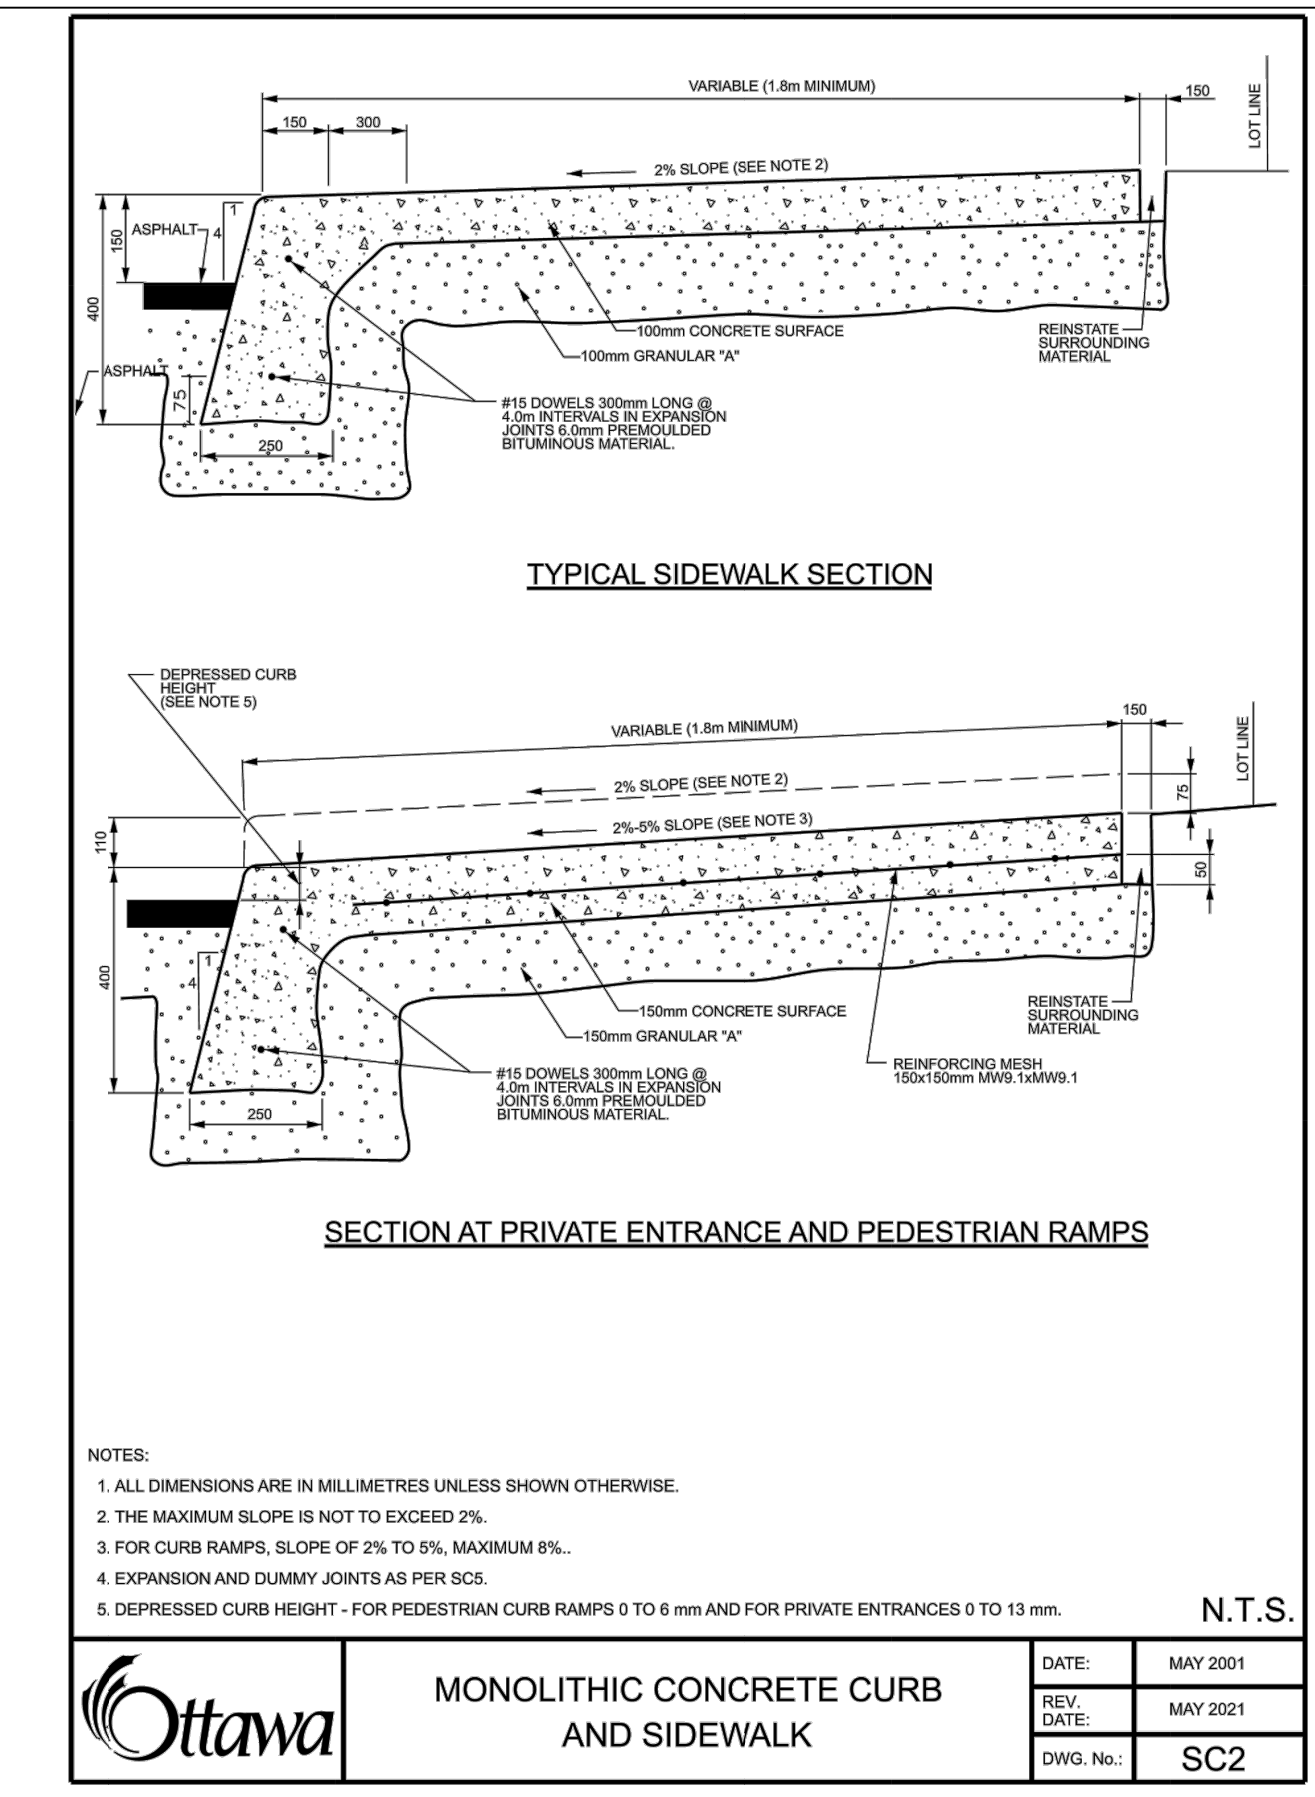 VARIABLE (1.8m MINIMUM)
150
LOT LINE
150
300
2% SLOPE (SEE NOTE 2)
1
4
ASPHALT
150
400
100mm CONCRETE SURFACE
100mm GRANULAR "A"
REINSTATE
SURROUNDING
MATERIAL
ASPHALT
75
250
#15 DOWELS 300mm LONG @
4.0m INTERVALS IN EXPANSION
JOINTS 6.0mm PREMOULDED
BITUMINOUS MATERIAL.
TYPICAL SIDEWALK SECTION
DEPRESSED CURB
HEIGHT
(SEE NOTE 5)
VARIABLE (1.8m MINIMUM)
150
LOT LINE
2% SLOPE (SEE NOTE 2)
75
2%-5% SLOPE (SEE NOTE 3)
110
50
400
1
4
150mm CONCRETE SURFACE
150mm GRANULAR "A"
REINSTATE
SURROUNDING
MATERIAL
REINFORCING MESH
150x150mm MW9.1xMW9.1
#15 DOWELS 300mm LONG @
4.0m INTERVALS IN EXPANSION
JOINTS 6.0mm PREMOULDED
BITUMINOUS MATERIAL.
250
SECTION AT PRIVATE ENTRANCE AND PEDESTRIAN RAMPS
NOTES:
1. ALL DIMENSIONS ARE IN MILLIMETRES UNLESS SHOWN OTHERWISE.
2. THE MAXIMUM SLOPE IS NOT TO EXCEED 2%.
3. FOR CURB RAMPS, SLOPE OF 2% TO 5%, MAXIMUM 8%..
4. EXPANSION AND DUMMY JOINTS AS PER SC5.
5. DEPRESSED CURB HEIGHT - FOR PEDESTRIAN CURB RAMPS 0 TO 6 mm AND FOR PRIVATE ENTRANCES 0 TO 13 mm.
N.T.S.
Ottawa
MONOLITHIC CONCRETE CURB
AND SIDEWALK
DATE: MAY 2001
REV.
DATE: MAY 2021
DWG. No.: SC2